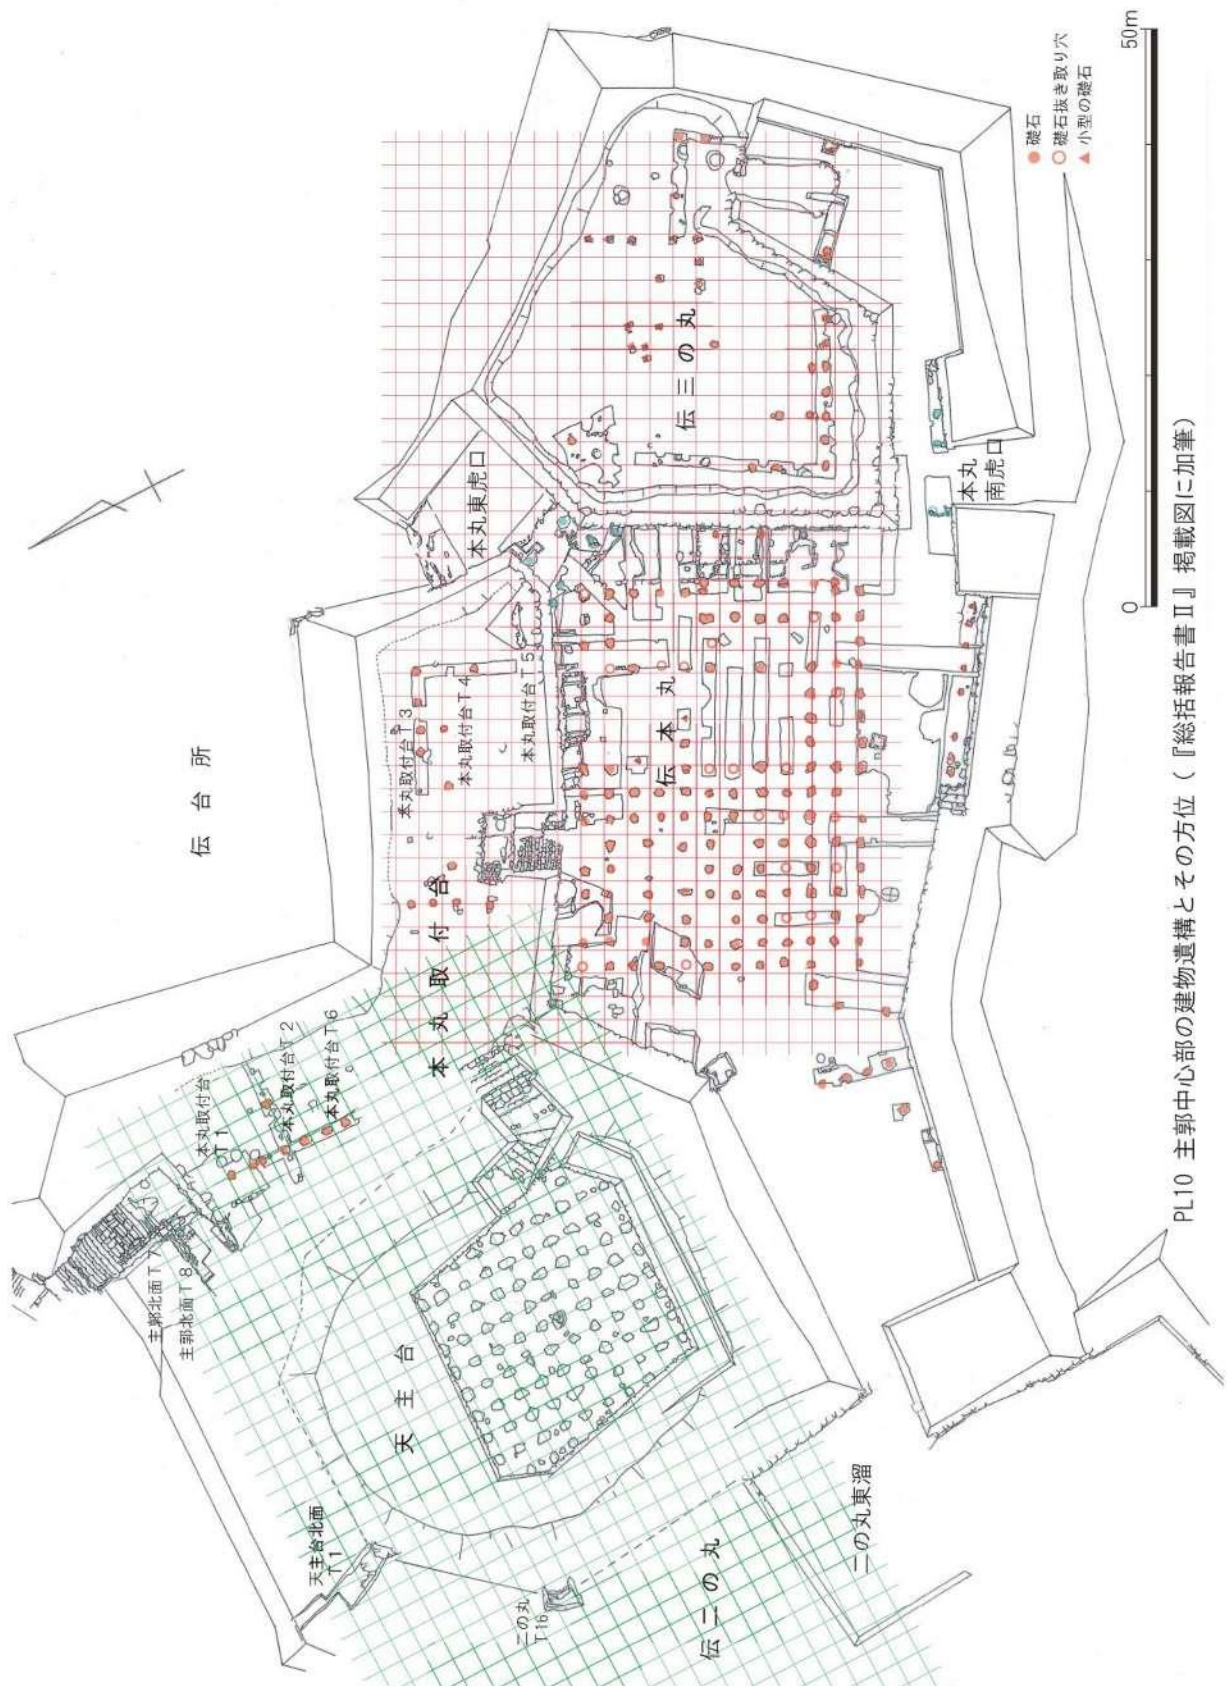 伝台所
本丸東虎口
伝三の丸
50m
礎石
礎石抜き取り穴
小型の礎石
本丸取付台T3
本丸取付台T4
本丸取付台T5
本丸取付台
伝本丸
本丸
南虎口
0
本丸取付台
T1
本丸取付台T2
本丸取付台T6
主郭北面T7
主郭北面T8
天主台
天主台北面
T1
二の丸
T16
伝二の丸
二の丸東溜
PL10 主郭中心部の建物遺構とその方位(『総括報告書Ⅱ』掲載図に加筆)